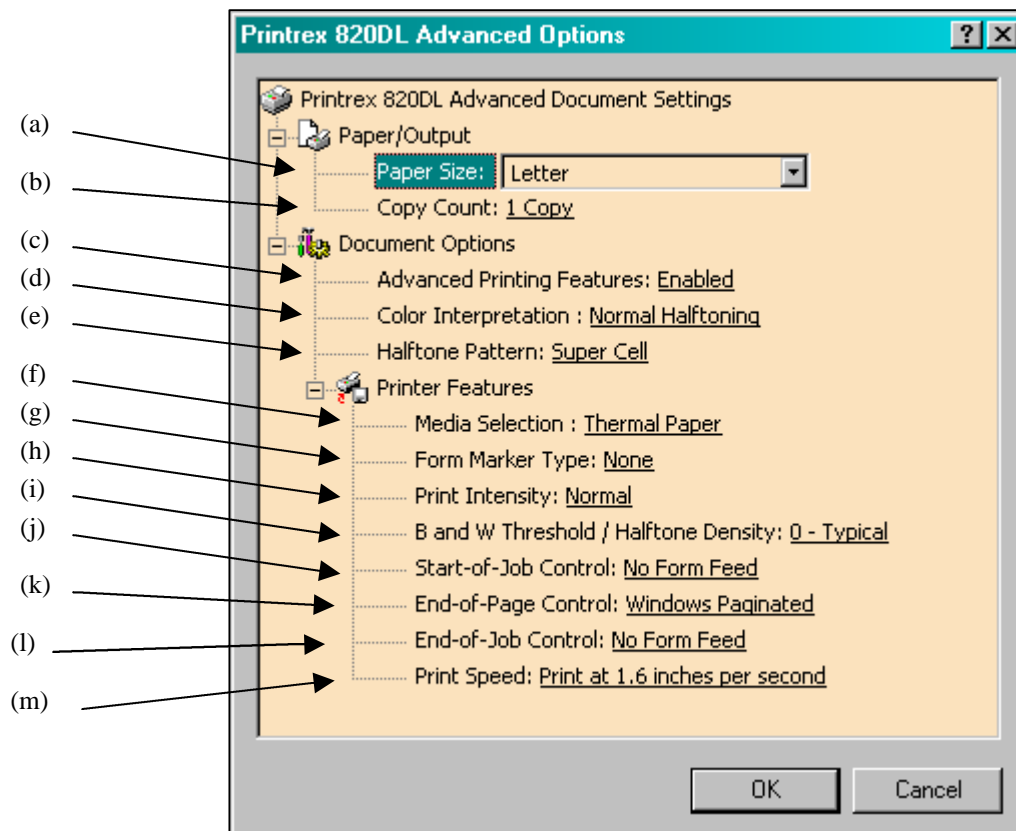 Printrex 820DL Advanced Options
Printrex 820DL Advanced Document Settings
Paper/Output
(a) Paper Size: Letter
(b) Copy Count: 1 Copy
Document Options
(c) Advanced Printing Features: Enabled
(d) Color Interpretation : Normal Halftoning
(e) Halftone Pattern: Super Cell
Printer Features
(f) Media Selection : Thermal Paper
(g) Form Marker Type: None
(h) Print Intensity: Normal
(i) B and W Threshold / Halftone Density: 0 - Typical
(j) Start-of-Job Control: No Form Feed
(k) End-of-Page Control: Windows Paginated
(l) End-of-Job Control: No Form Feed
(m) Print Speed: Print at 1.6 inches per second
OK Cancel